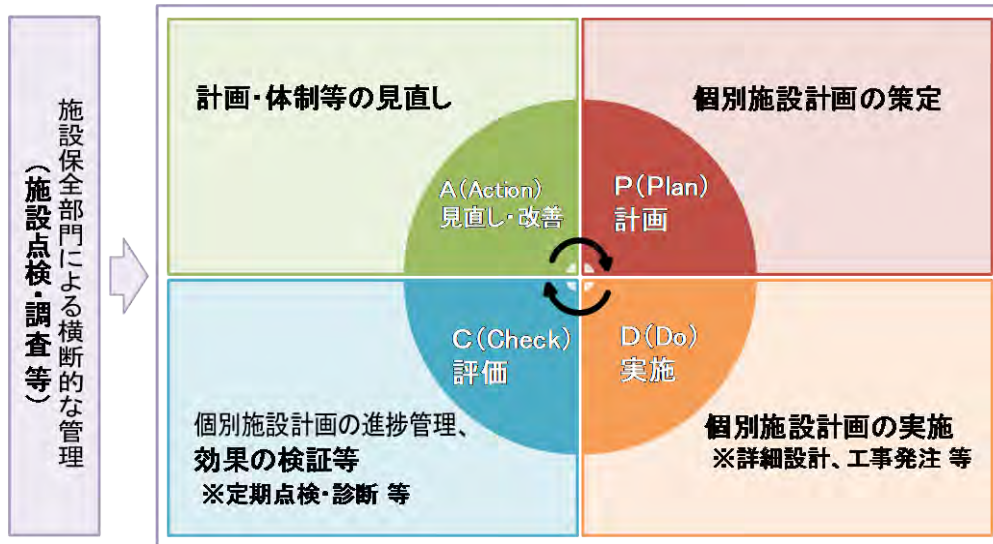 施設保全部門による横断的な管理
（施設点検・調査 等）
計画・体制等の見直し
A(Action)
見直し・改善
個別施設計画の策定
P(Plan)
計画
C(Check)
評価
個別施設計画の進捗管理、
効果の検証等
※定期点検・診断 等
D(Do)
実施
個別施設計画の実施
※詳細設計、工事発注 等